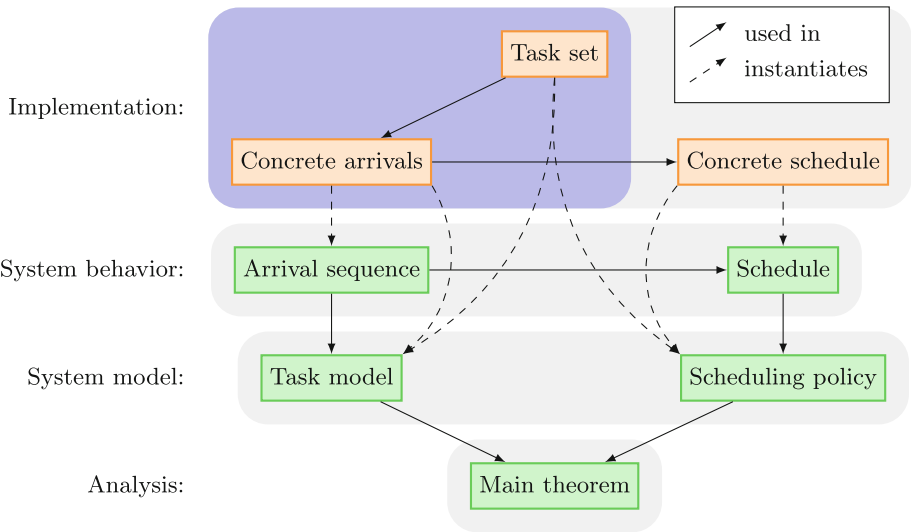 used in
instantiates
Task set
Implementation:
Concrete arrivals
Concrete schedule
System behavior:
Arrival sequence
Schedule
System model:
Task model
Scheduling policy
Analysis:
Main theorem